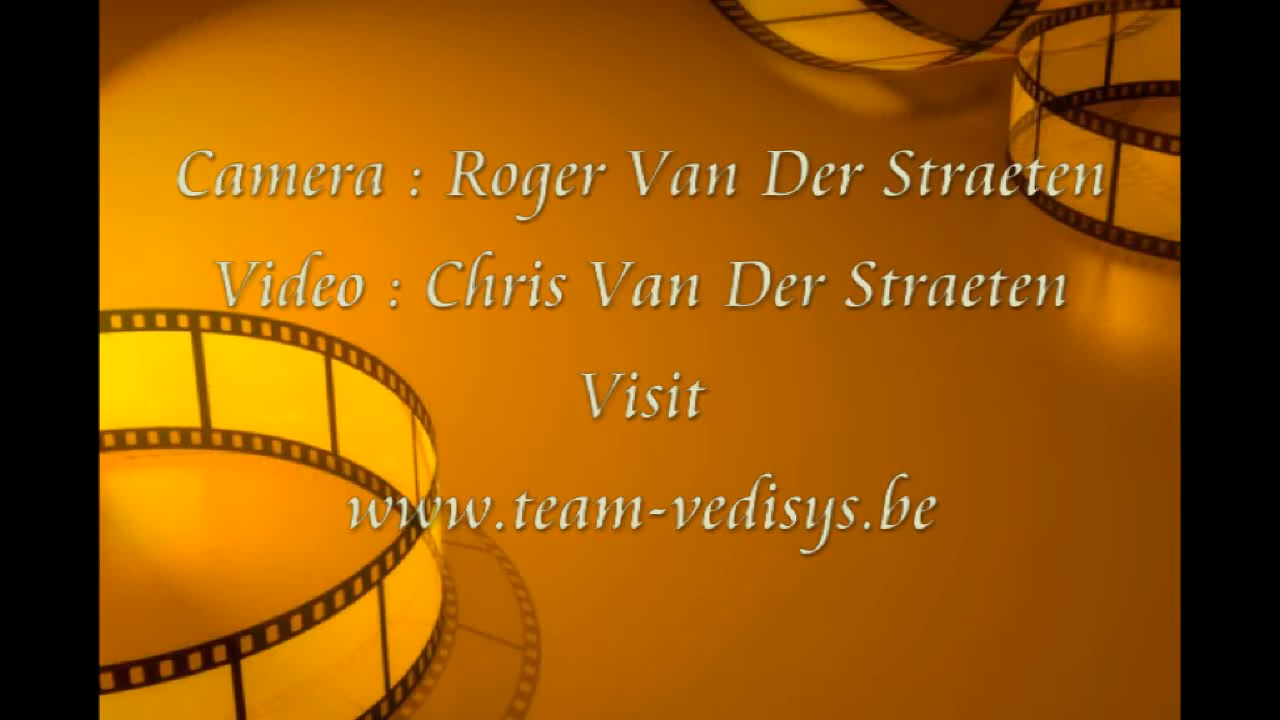 Camera : Roger Van Der Straeten
Video : Chris Van Der Straeten
Visit
www.team-vedisys.be